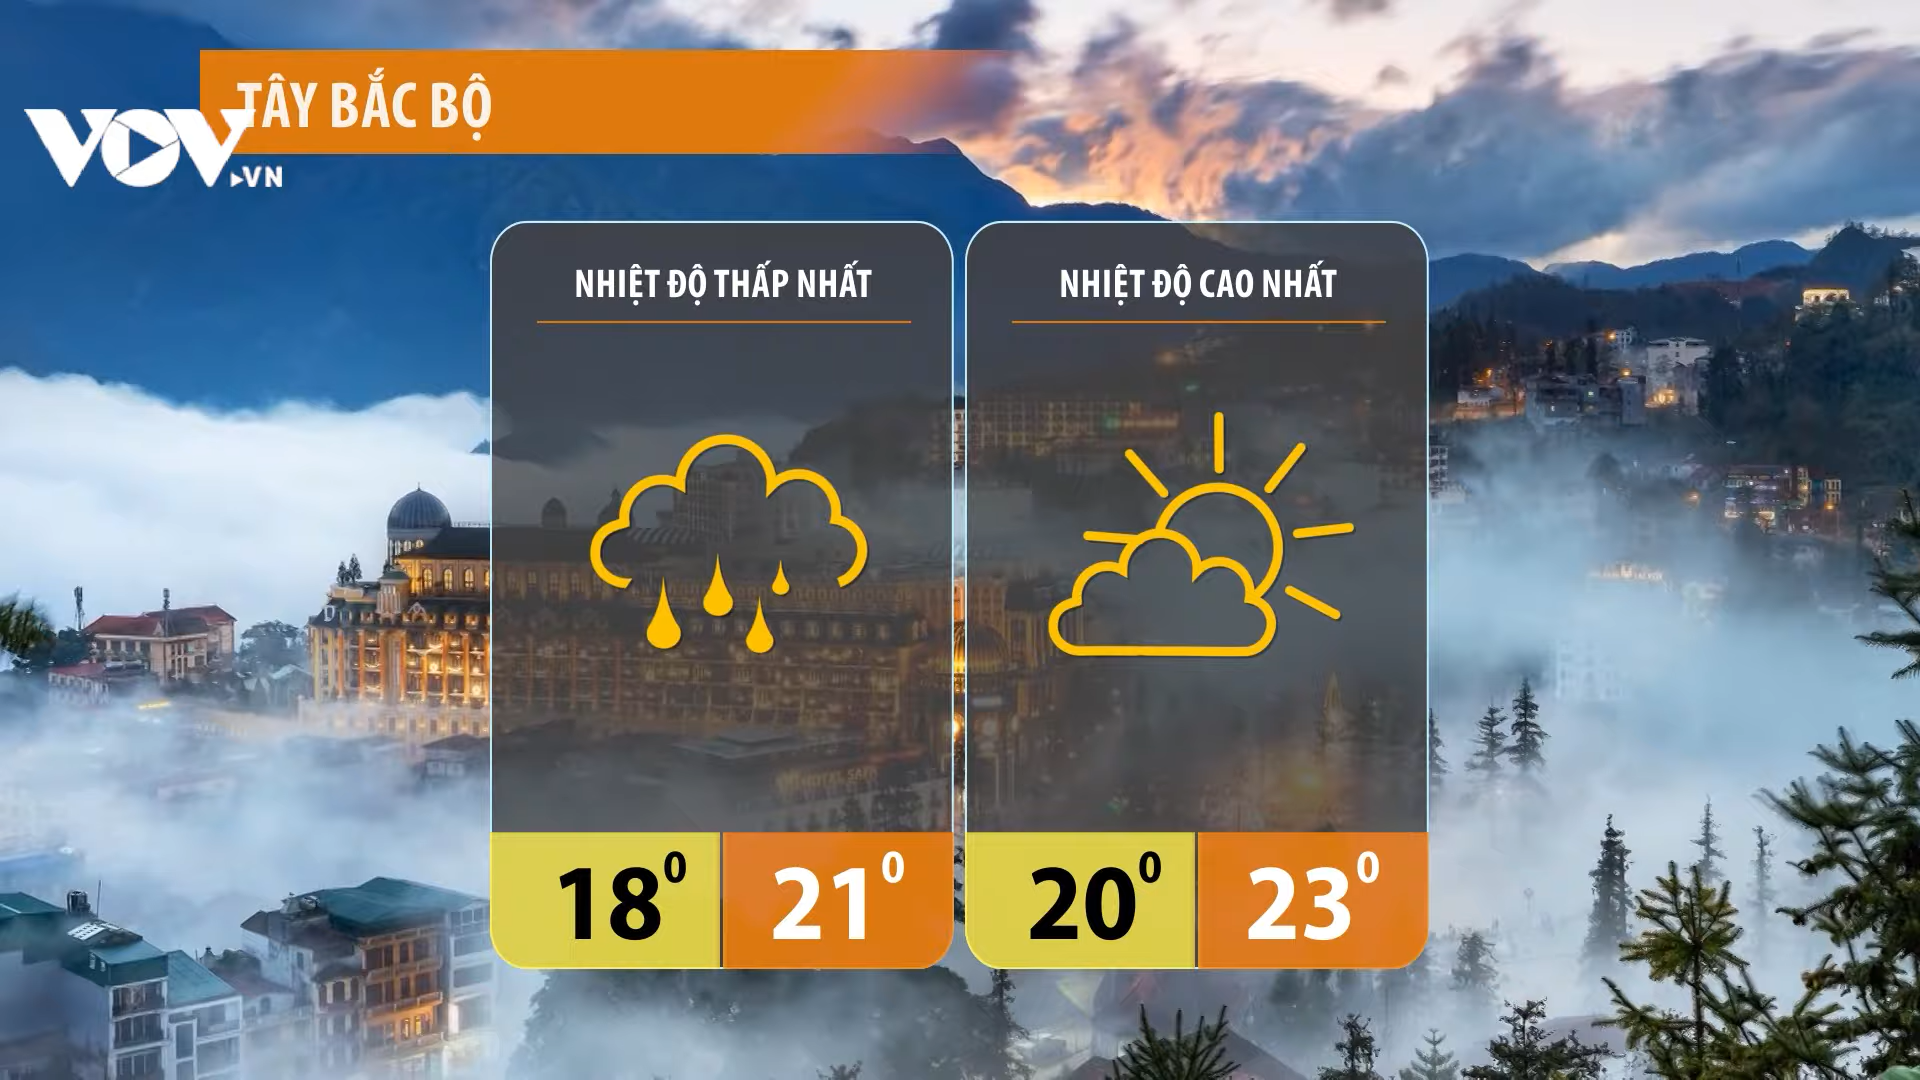 TÂY BẮC BỘ
VOV.VN
NHIỆT ĐỘ THẤP NHẤT
NHIỆT ĐỘ CAO NHẤT
18⁰ 21⁰
20⁰ 23⁰